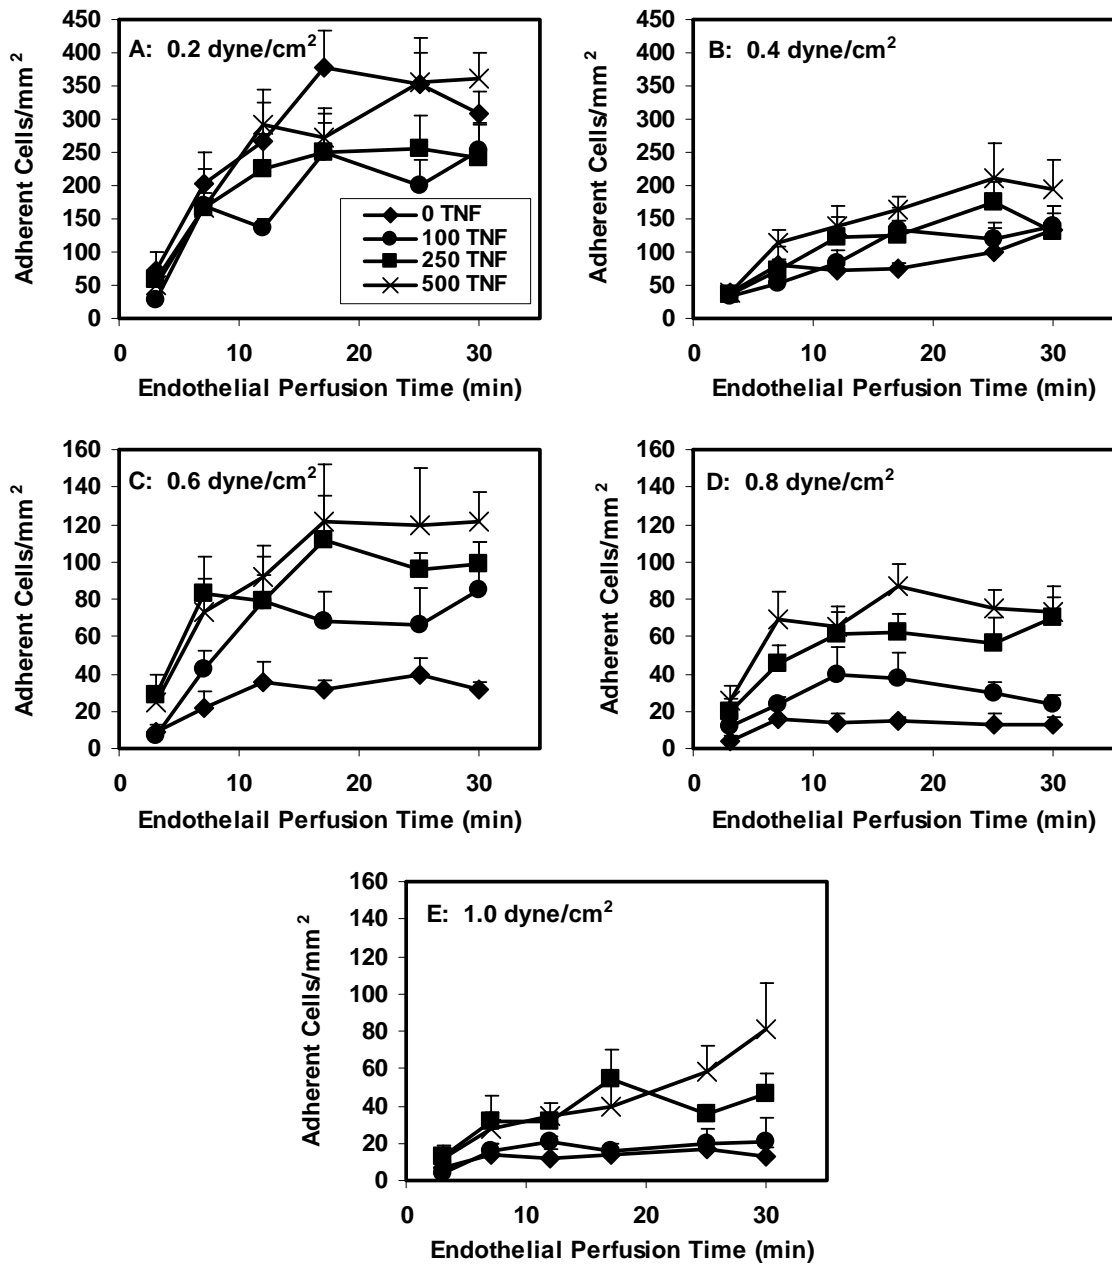 A: 0.2 dyne/cm²
Adherent Cells/mm²
450
400
350
300
250
200
150
100
50
0
0 TNF
100 TNF
250 TNF
500 TNF
0 10 20 30
Endothelial Perfusion Time (min)
B: 0.4 dyne/cm²
Adherent Cells/mm²
450
400
350
300
250
200
150
100
50
0
0 10 20 30
Endothelial Perfusion Time (min)
C: 0.6 dyne/cm²
Adherent Cells/mm²
160
140
120
100
80
60
40
20
0
0 10 20 30
Endothelail Perfusion Time (min)
D: 0.8 dyne/cm²
Adherent Cells/mm²
160
140
120
100
80
60
40
20
0
0 10 20 30
Endothelial Perfusion Time (min)
E: 1.0 dyne/cm²
Adherent Cells/mm²
160
140
120
100
80
60
40
20
0
0 10 20 30
Endothelial Perfusion Time (min)